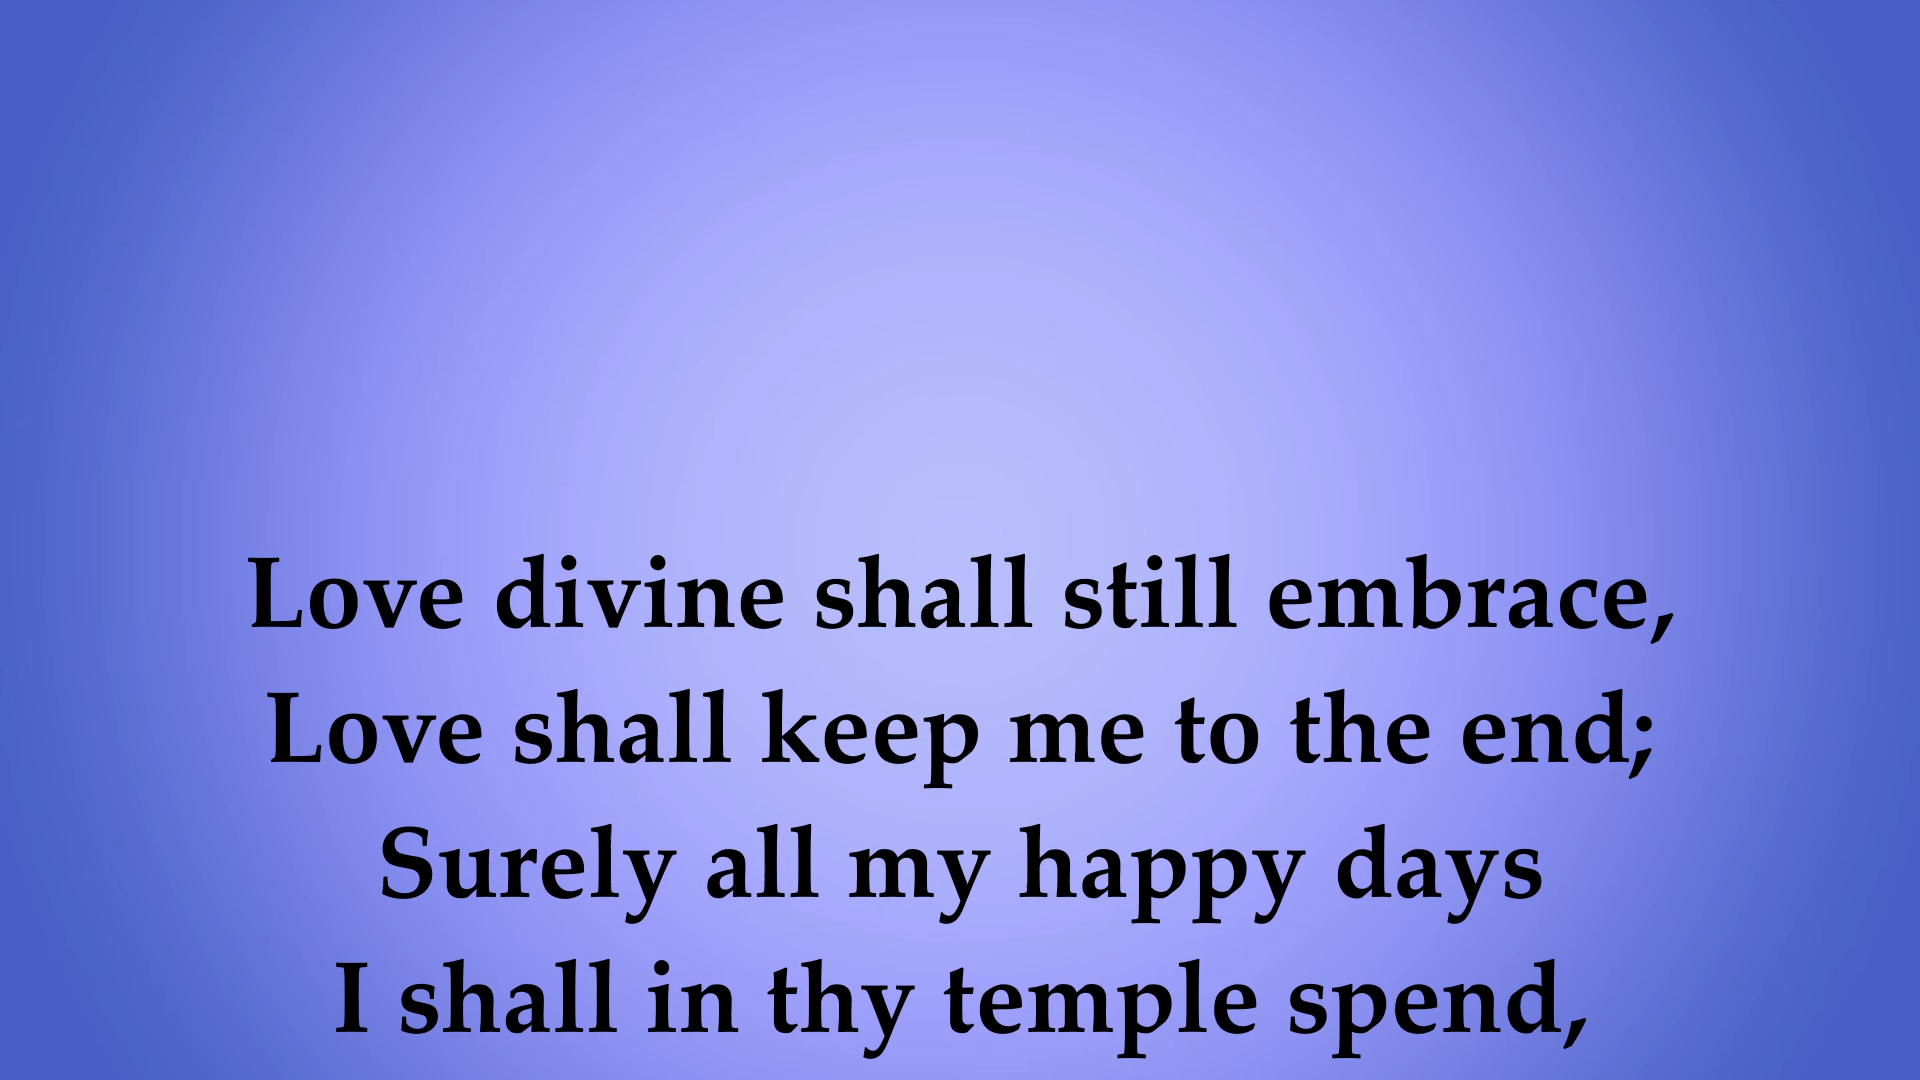 Love divine shall still embrace,
Love shall keep me to the end;
Surely all my happy days
I shall in thy temple spend,